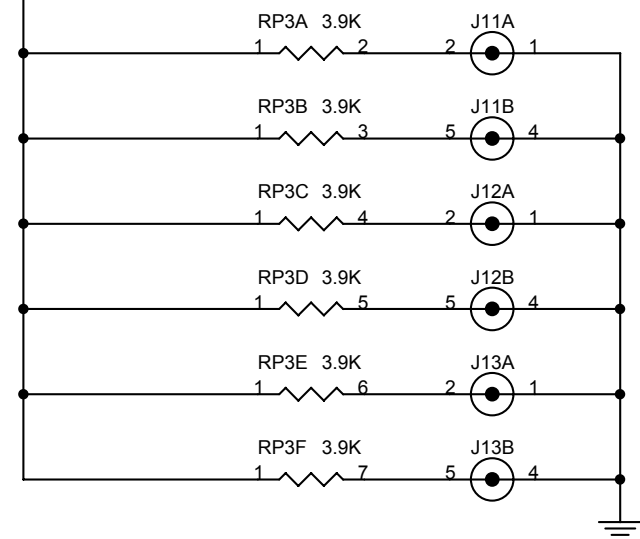 RP3A 3.9K J11A
1 2 2 1
RP3B 3.9K J11B
1 3 5 4
RP3C 3.9K J12A
1 4 2 1
RP3D 3.9K J12B
1 5 5 4
RP3E 3.9K J13A
1 6 2 1
RP3F 3.9K J13B
1 7 5 4